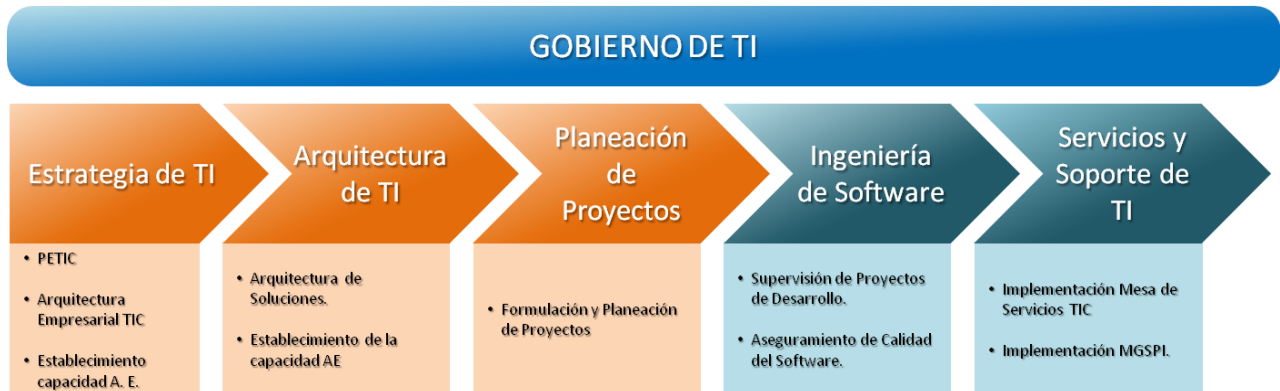 GOBIERNO DE TI
Estrategia de TI
Arquitectura
de TI
Planeación
de
Proyectos
Ingeniería
de Software
Servicios y
Soporte de
TI
• PETIC
• Arquitectura
Empresarial TIC
• Establecimiento
capacidad A. E.
• Arquitectura de
Soluciones.
• Establecimiento de la
capacidad AE
• Formulación y Planeación
de Proyectos
• Supervisión de Proyectos
de Desarrollo.
• Aseguramiento de Calidad
del Software.
• Implementación Mesa de
Servicios TIC
• Implementación MGSPI.